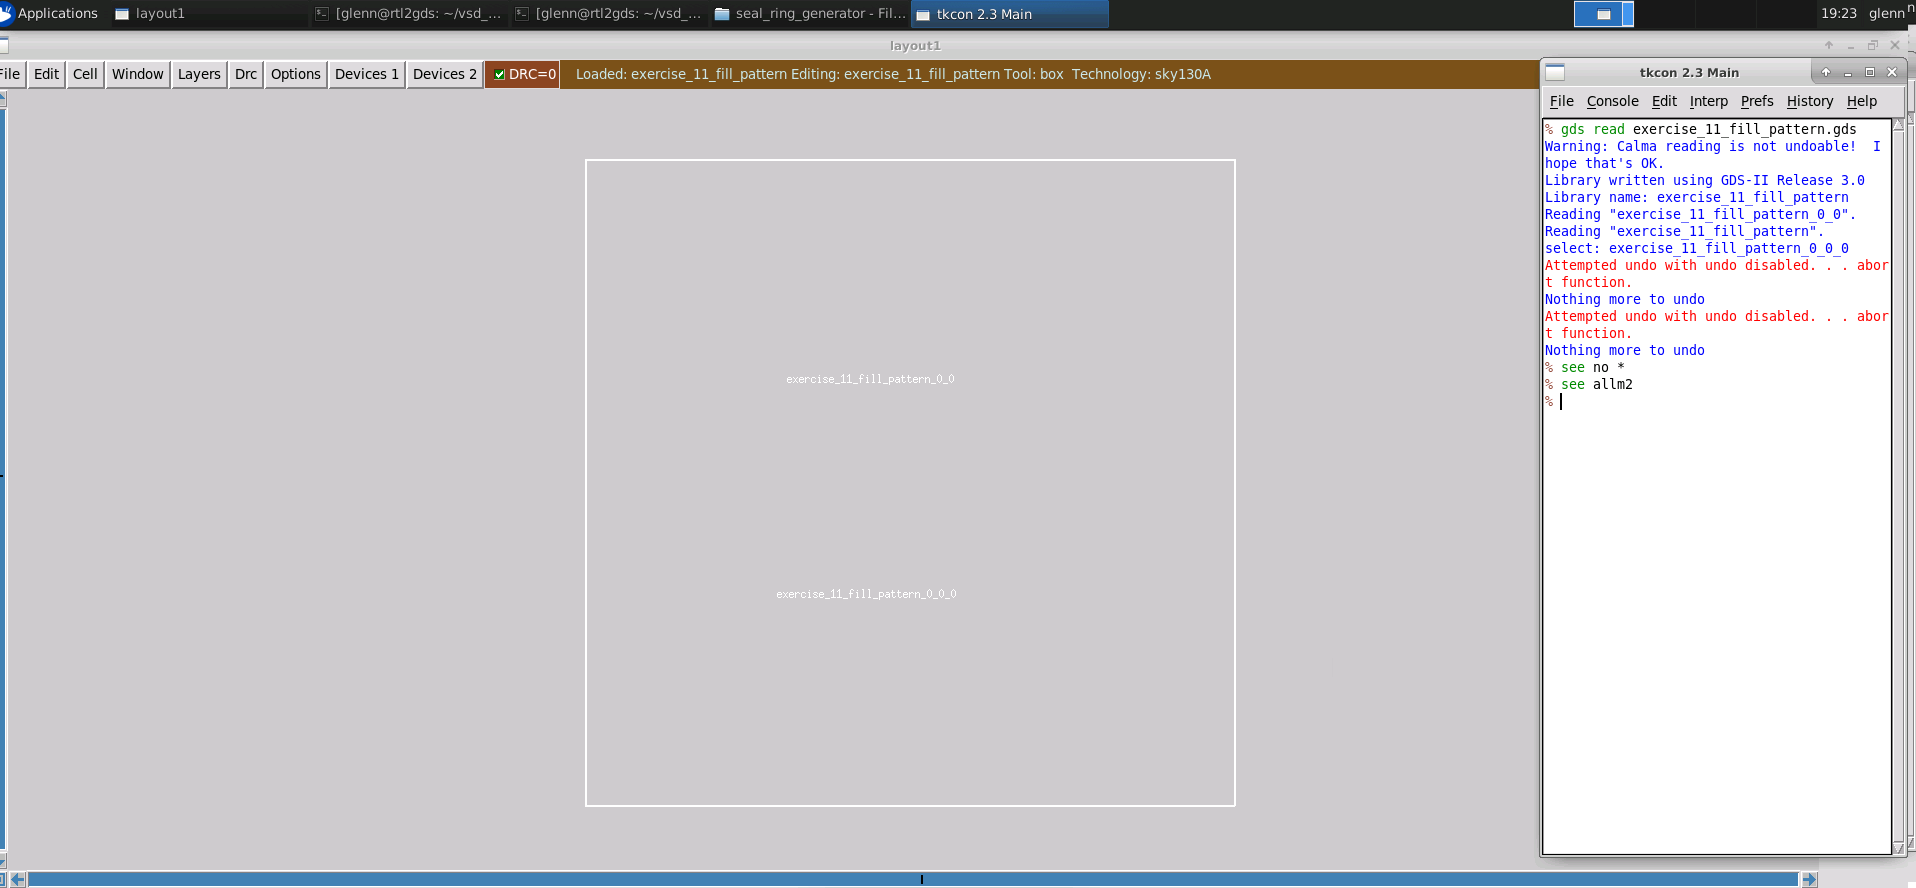 Applications layout1 [glenn@rtl2gds: ~/vsd_... [glenn@rtl2gds: ~/vsd_... seal_ring_generator - Fil... tkcon 2.3 Main 19:23 glenn
layout1
File Edit Cell Window Layers Drc Options Devices 1 Devices 2 DRC=0 Loaded: exercise_11_fill_pattern Editing: exercise_11_fill_pattern Tool: box Technology: sky130A
exercise_11_fill_pattern_0_0
exercise_11_fill_pattern_0_0_0
tkcon 2.3 Main
File Console Edit Interp Prefs History Help
% gds read exercise_11_fill_pattern.gds
Warning: Calma reading is not undoable!  I
hope that's OK.
Library written using GDS-II Release 3.0
Library name: exercise_11_fill_pattern
Reading "exercise_11_fill_pattern_0_0".
Reading "exercise_11_fill_pattern".
select: exercise_11_fill_pattern_0_0_0
Attempted undo with undo disabled. . . abor
t function.
Nothing more to undo
Attempted undo with undo disabled. . . abor
t function.
Nothing more to undo
% see no *
% see allm2
%